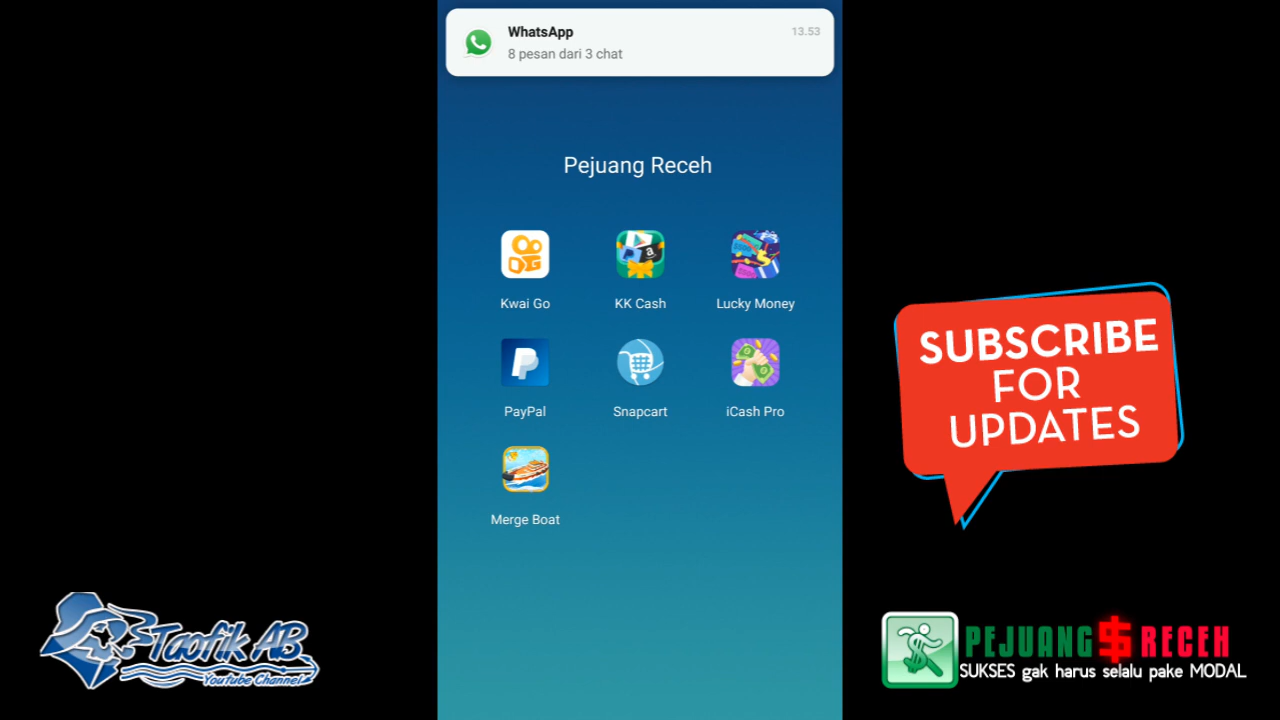 WhatsApp
13.53
8 pesan dari 3 chat
Pejuang Receh
Kwai Go
KK Cash
Lucky Money
PayPal
Snapcart
iCash Pro
Merge Boat
SUBSCRIBE
FOR
UPDATES
Taofik AB
Youtube Channel
PEJUANG $ RECEH
SUKSES gak harus selalu pake MODAL